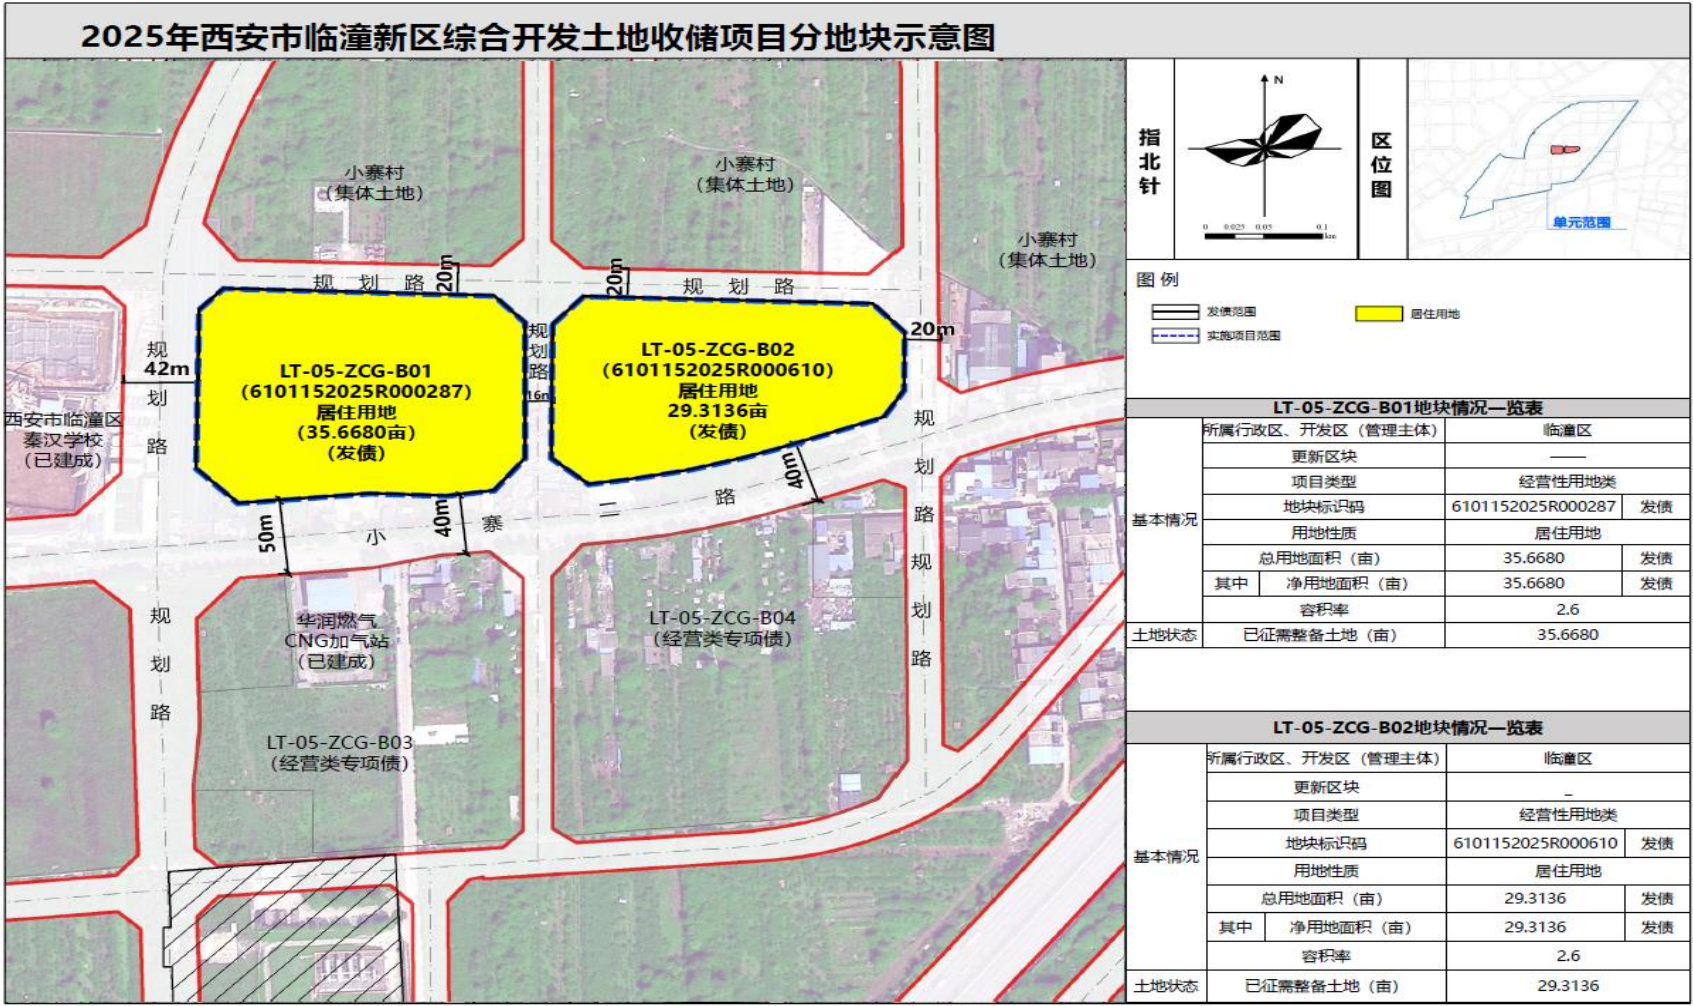 2025年西安市临潼新区综合开发土地收储项目分地块示意图
小寨村
（集体土地）
小寨村
（集体土地）
小寨村
（集体土地）
规划路
20m
20m
规划路
规划路
42m
规划路
16m
20m
LT-05-ZCG-B01
(6101152025R000287)
居住用地
(35.6680亩)
(发债)
LT-05-ZCG-B02
(6101152025R000610)
居住用地
29.3136亩
(发债)
西安市临潼区
秦汉学校
（已建成）
规划路
50m
40m
40m
小寨二路
规划路
规划路
华润燃气
CNG加气站
（已建成）
LT-05-ZCG-B04
（经营类专项债）
LT-05-ZCG-B03
（经营类专项债）
指北针
N
0 0.025 0.05 0.1
km
区位图
单元范围
图例
发债范围
居住用地
实施项目范围
LT-05-ZCG-B01地块情况一览表
基本情况
所属行政区、开发区（管理主体） 临潼区
更新区块 ——
项目类型 经营性用地类
地块标识码 6101152025R000287 发债
用地性质 居住用地
总用地面积（亩） 35.6680 发债
其中 净用地面积（亩） 35.6680 发债
容积率 2.6
土地状态 已征需整备土地（亩） 35.6680
LT-05-ZCG-B02地块情况一览表
基本情况
所属行政区、开发区（管理主体） 临潼区
更新区块 _
项目类型 经营性用地类
地块标识码 6101152025R000610 发债
用地性质 居住用地
总用地面积（亩） 29.3136 发债
其中 净用地面积（亩） 29.3136 发债
容积率 2.6
土地状态 已征需整备土地（亩） 29.3136